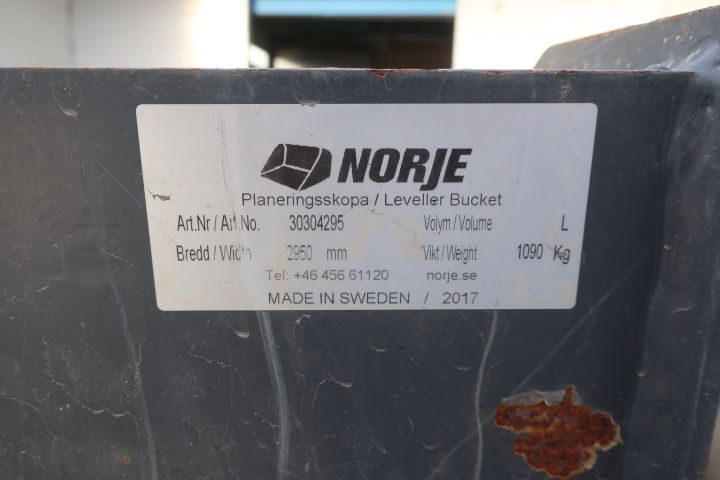 NORJE
Planeringsskopa / Leveller Bucket
Art.Nr / Art.No. 30304295 Volym / Volume L
Bredd / Width 2950 mm Vikt / Weight 1090 Kg
Tel: +46 456 61120 norje.se
MADE IN SWEDEN / 2017